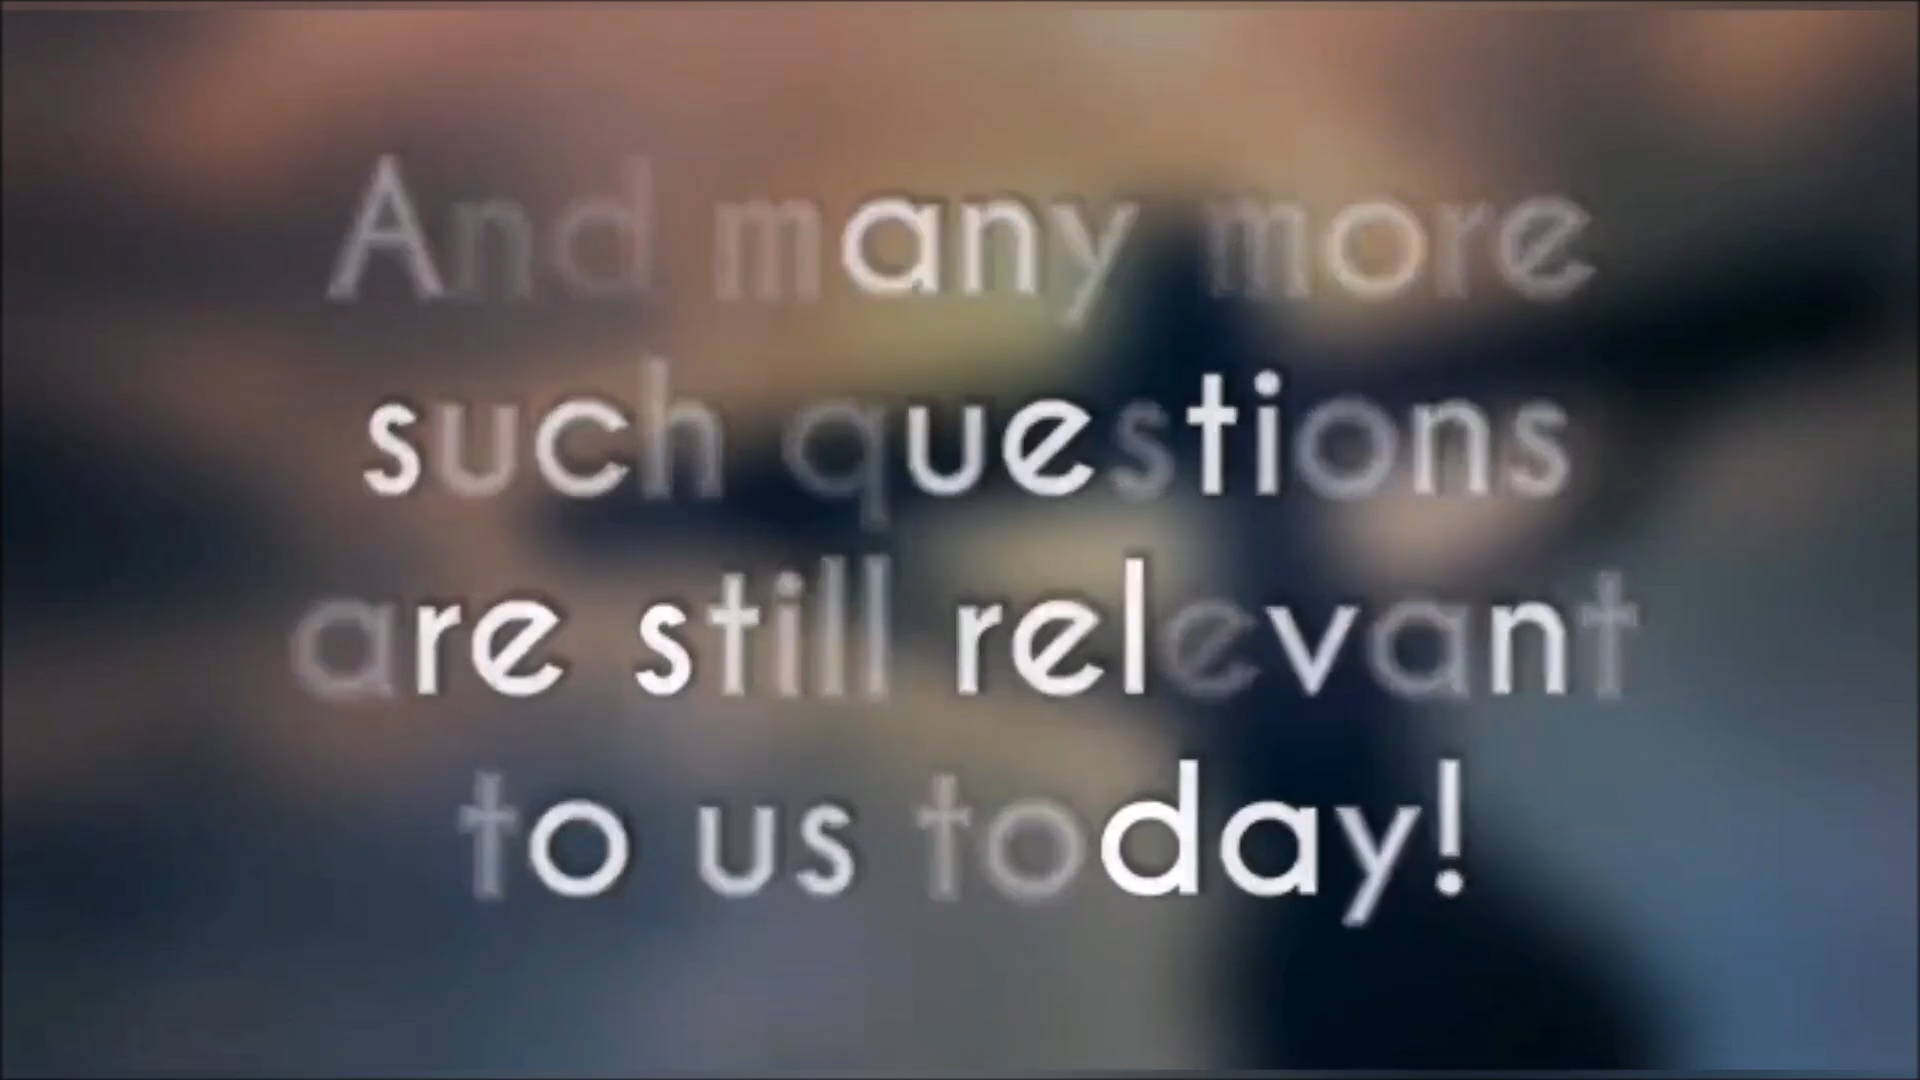 And many more
such questions
are still relevant
to us today!